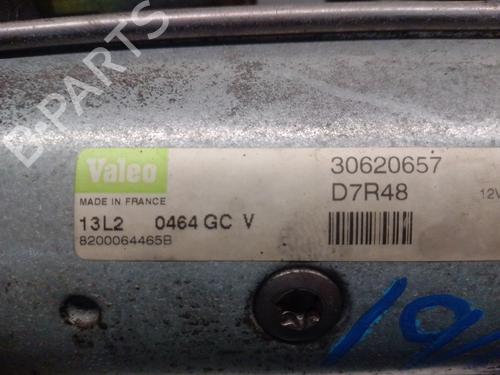 B-PARTS
Valeo
MADE IN FRANCE
13L2 0464 GC V
8200064465B
30620657
D7R48
12V